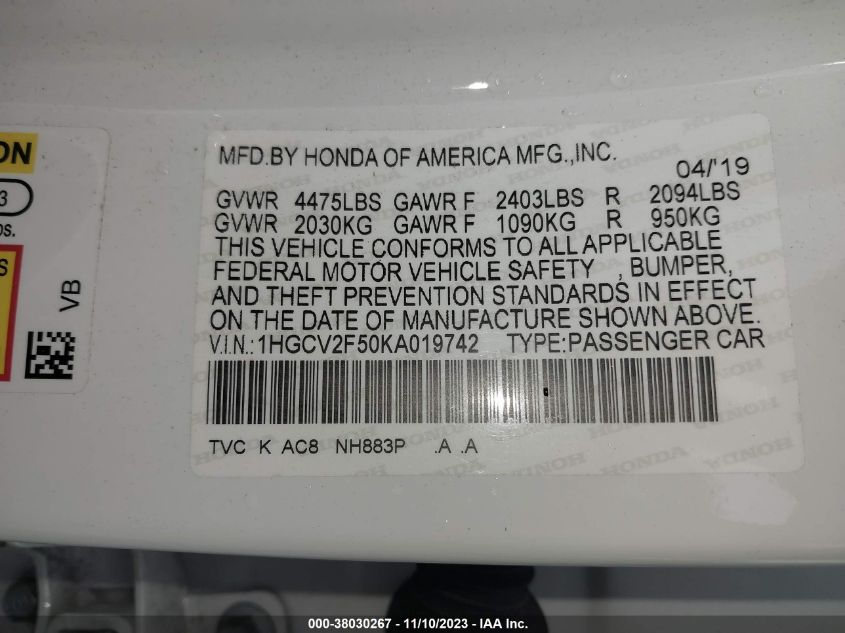 ON
3
os.
S
VB
MFD.BY HONDA OF AMERICA MFG.,INC.
04/'19
GVWR 4475LBS GAWR F 2403LBS R 2094LBS
GVWR 2030KG GAWR F 1090KG R 950KG
THIS VEHICLE CONFORMS TO ALL APPLICABLE
FEDERAL MOTOR VEHICLE SAFETY , BUMPER,
AND THEFT PREVENTION STANDARDS IN EFFECT
ON THE DATE OF MANUFACTURE SHOWN ABOVE.
V.I.N.:1HGCV2F50KA019742 TYPE:PASSENGER CAR
TVC K AC8 NH883P .A .A
000-38030267 - 11/10/2023 - IAA Inc.